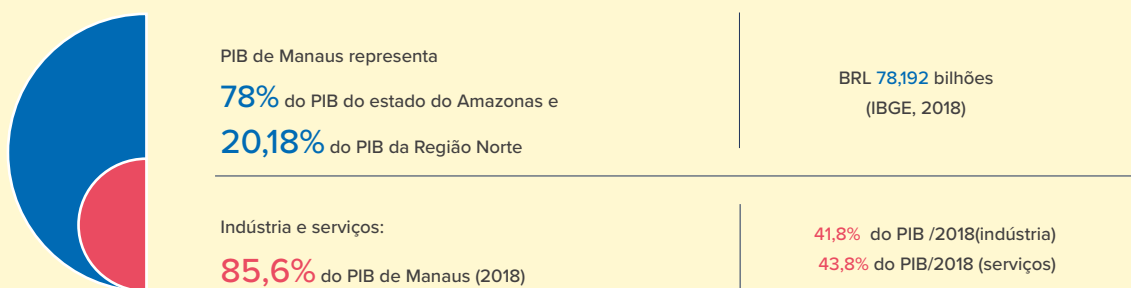 PIB de Manaus representa
78% do PIB do estado do Amazonas e
20,18% do PIB da Região Norte
BRL 78,192 bilhões
(IBGE, 2018)
Indústria e serviços:
85,6% do PIB de Manaus (2018)
41,8% do PIB /2018(indústria)
43,8% do PIB/2018 (serviços)